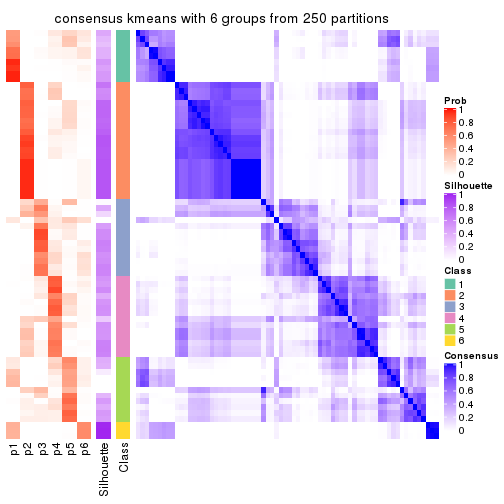 consensus kmeans with 6 groups from 250 partitions
Prob
1
0.8
0.6
0.4
0.2
0
Silhouette
1
0.8
0.6
0.4
0.2
0
Class
1
2
3
4
5
6
Consensus
1
0.8
0.6
0.4
0.2
0
p1
p2
p3
p4
p5
p6
Silhouette
Class